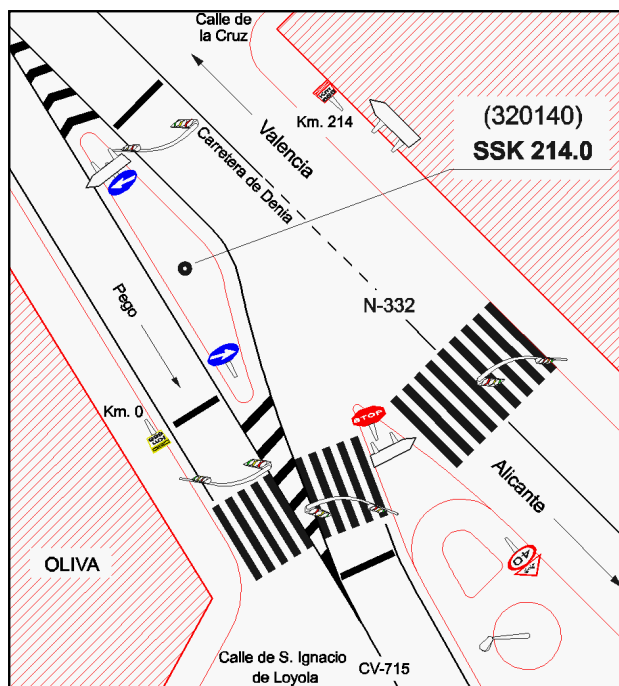 Calle de
la Cruz
Km. 214
Valencia
Carretera de Denia
(320140)
SSK 214.0
Pego
N-332
Km. 0
STOP
Alicante
40
OLIVA
Calle de S. Ignacio
de Loyola
CV-715